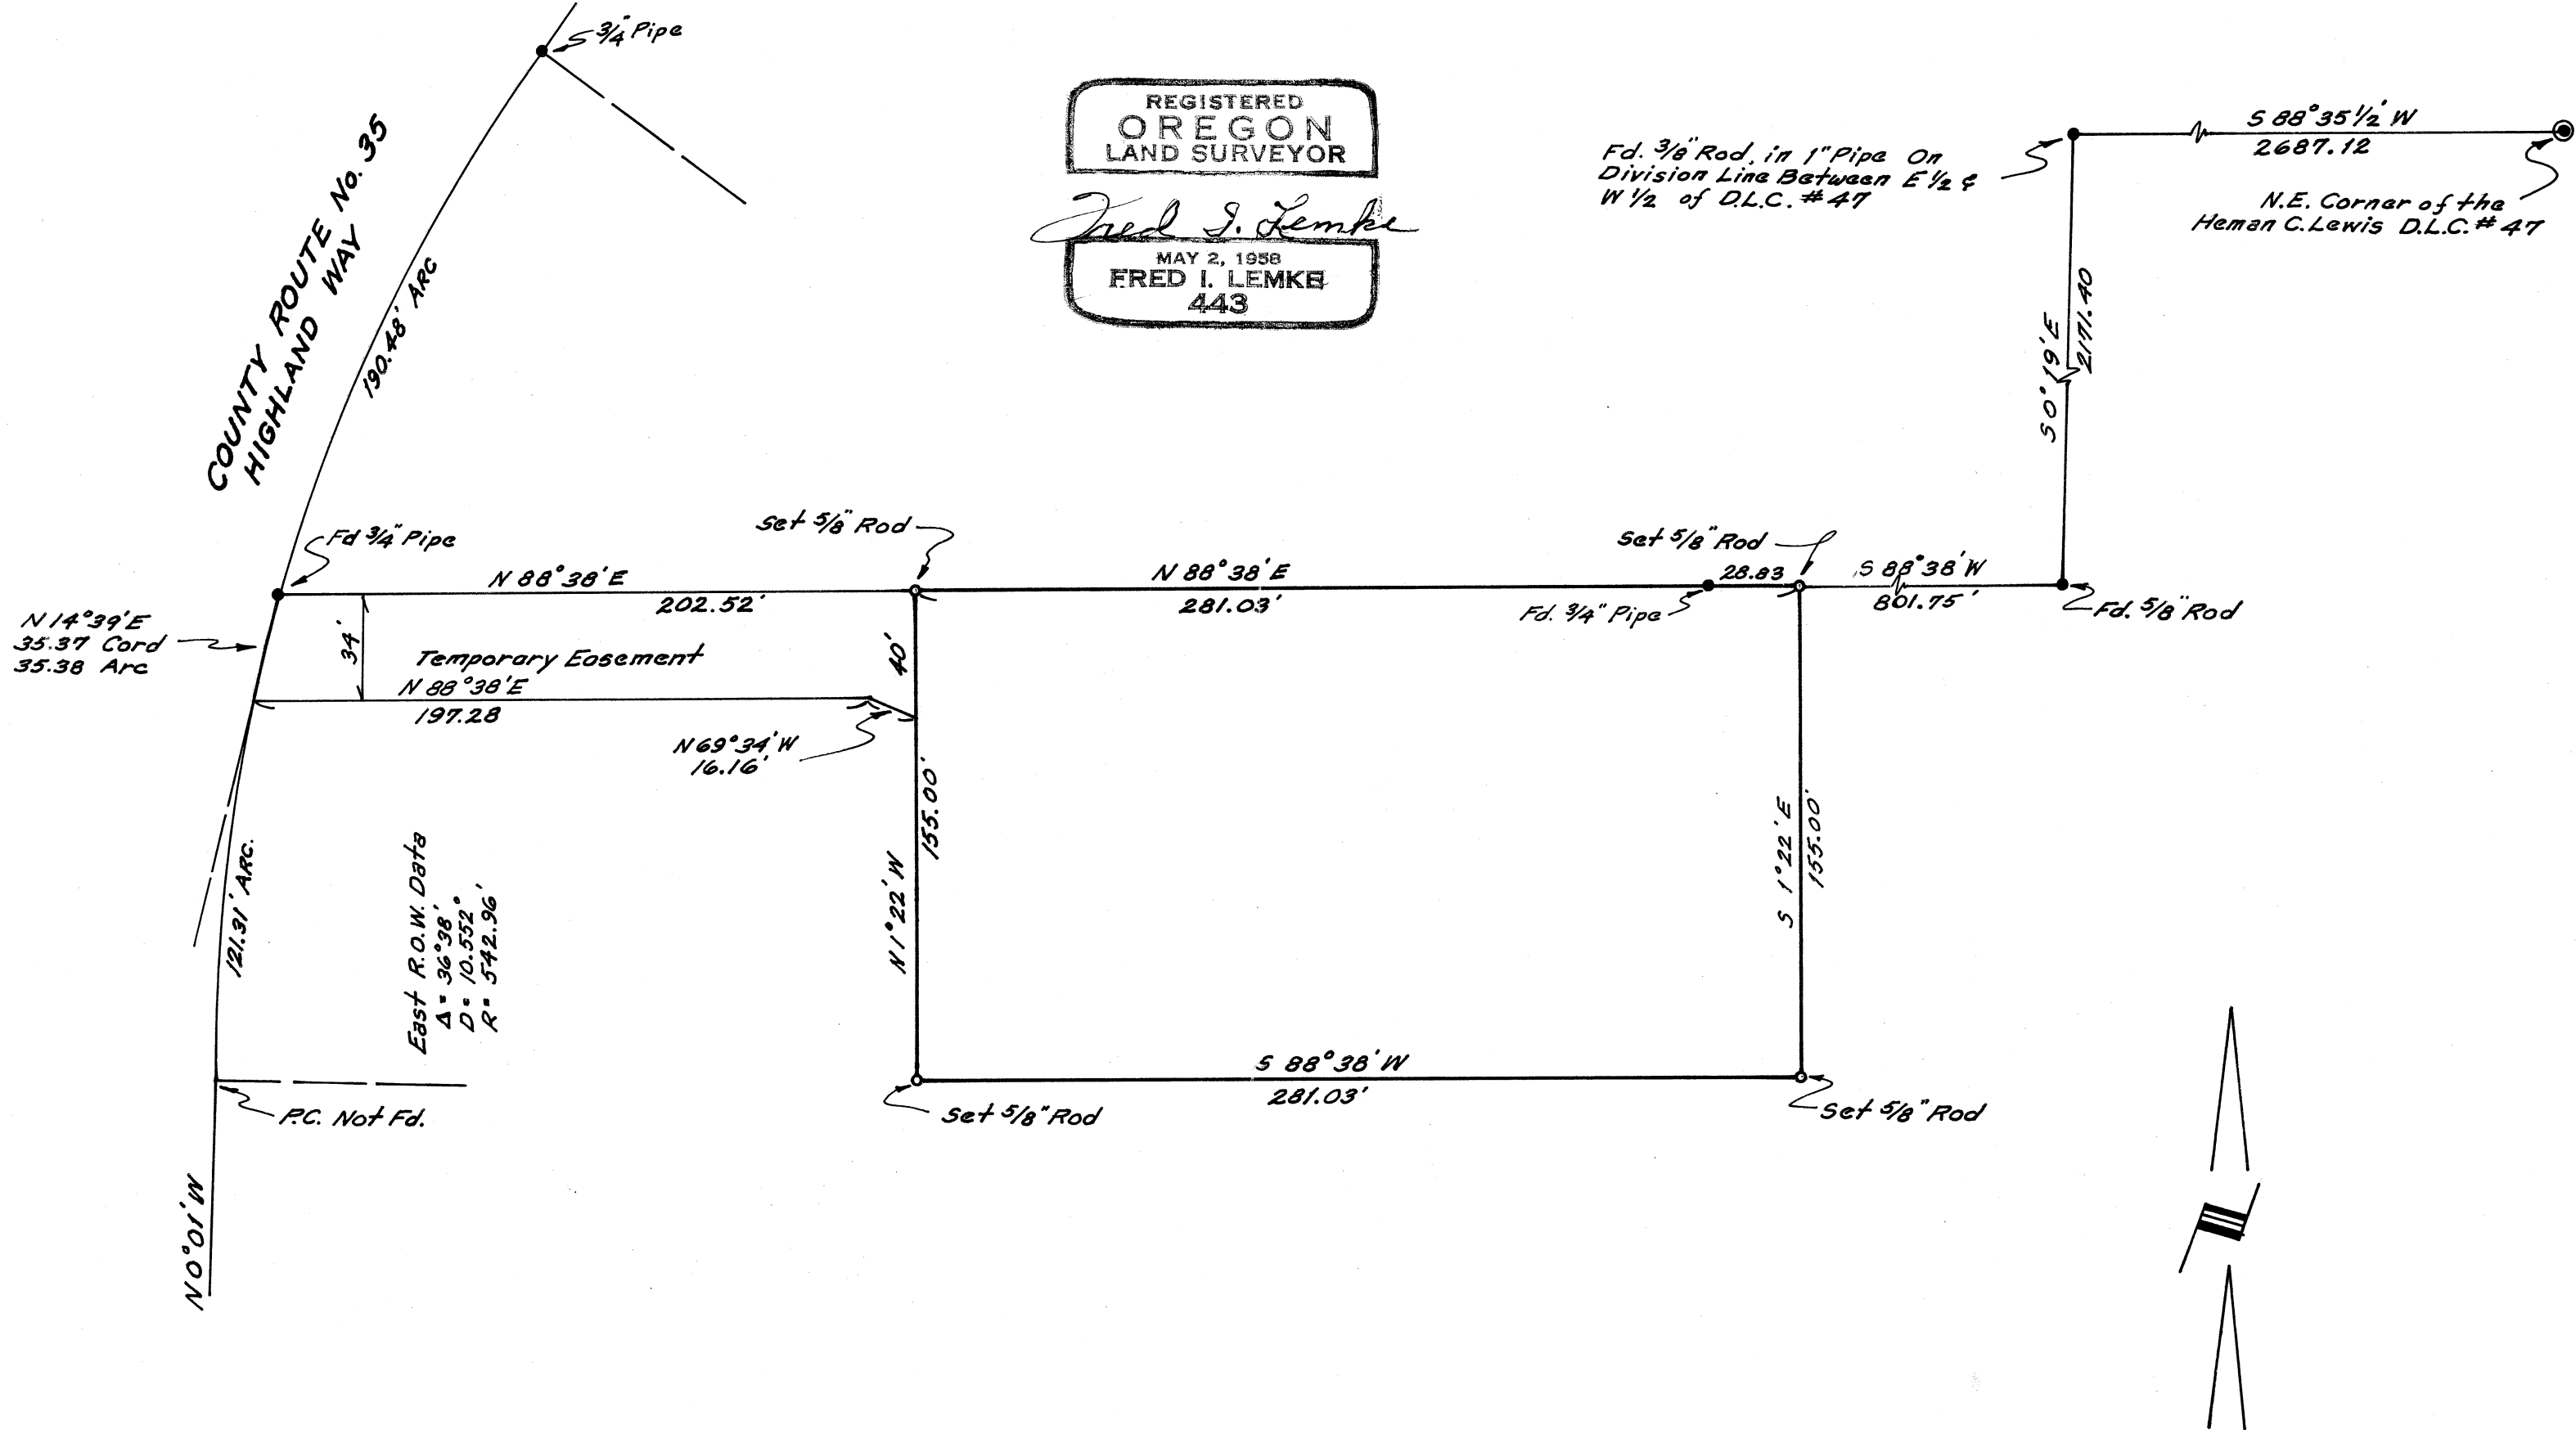 S 3/4" Pipe
REGISTERED
OREGON
LAND SURVEYOR
Fred I. Lemke
MAY 2, 1958
FRED I. LEMKE
443
S 88° 35 1/2' W
2687.12
Fd. 3/8" Rod, in 1" Pipe On
Division Line Between E 1/2 &
W 1/2 of D.L.C. # 47
N.E. Corner of the
Heman C. Lewis D.L.C. # 47
COUNTY ROUTE No. 35
HIGHLAND WAY
190.48' ARC
S 0° 19' E
2171.40
Fd 3/4" Pipe
Set 5/8" Rod
Set 5/8" Rod
N 88° 38' E
202.52'
N 88° 38' E
281.03'
28.83
S 88° 38' W
801.75'
Fd. 3/4" Pipe
Fd. 5/8" Rod
N 14° 39' E
35.37 Cord
35.38 Arc
34'
Temporary Easement
40'
N 88° 38' E
197.28
N 69° 34' W
16.16'
N 1° 22' W
155.00'
S 1° 22' E
155.00'
121.31' ARC.
East R.O.W. Data
Δ = 36° 38'
D = 10.552°
R = 542.96'
S 88° 38' W
281.03'
P.C. Not Fd.
Set 5/8" Rod
Set 5/8" Rod
N 0° 01' W